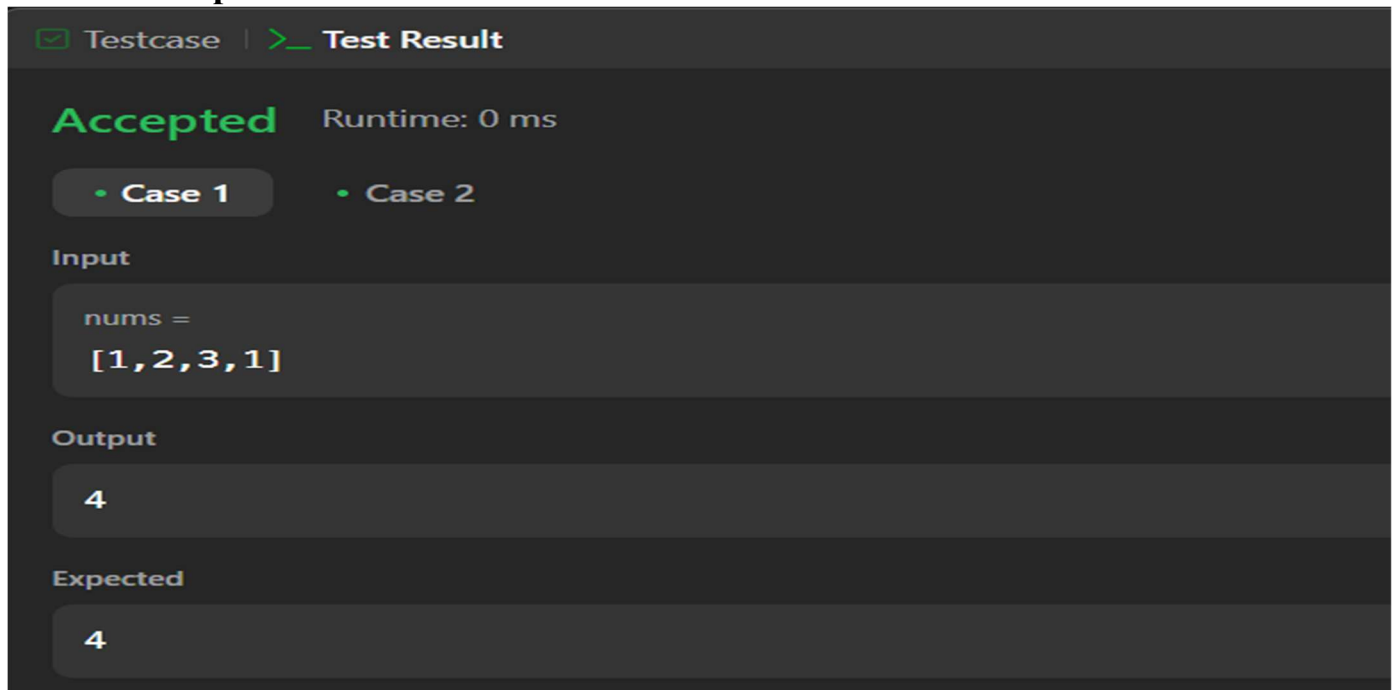 Testcase | >_ Test Result
Accepted Runtime: 0 ms
• Case 1 • Case 2
Input
nums =
[1,2,3,1]
Output
4
Expected
4